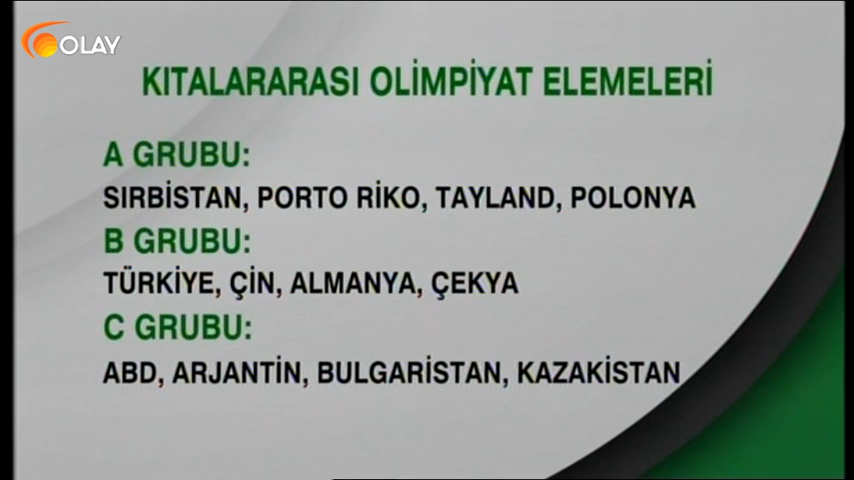 OLAY
KITALARARASI OLİMPİYAT ELEMELERİ
A GRUBU:
SIRBİSTAN, PORTO RİKO, TAYLAND, POLONYA
B GRUBU:
TÜRKİYE, ÇİN, ALMANYA, ÇEKYA
C GRUBU:
ABD, ARJANTİN, BULGARİSTAN, KAZAKİSTAN